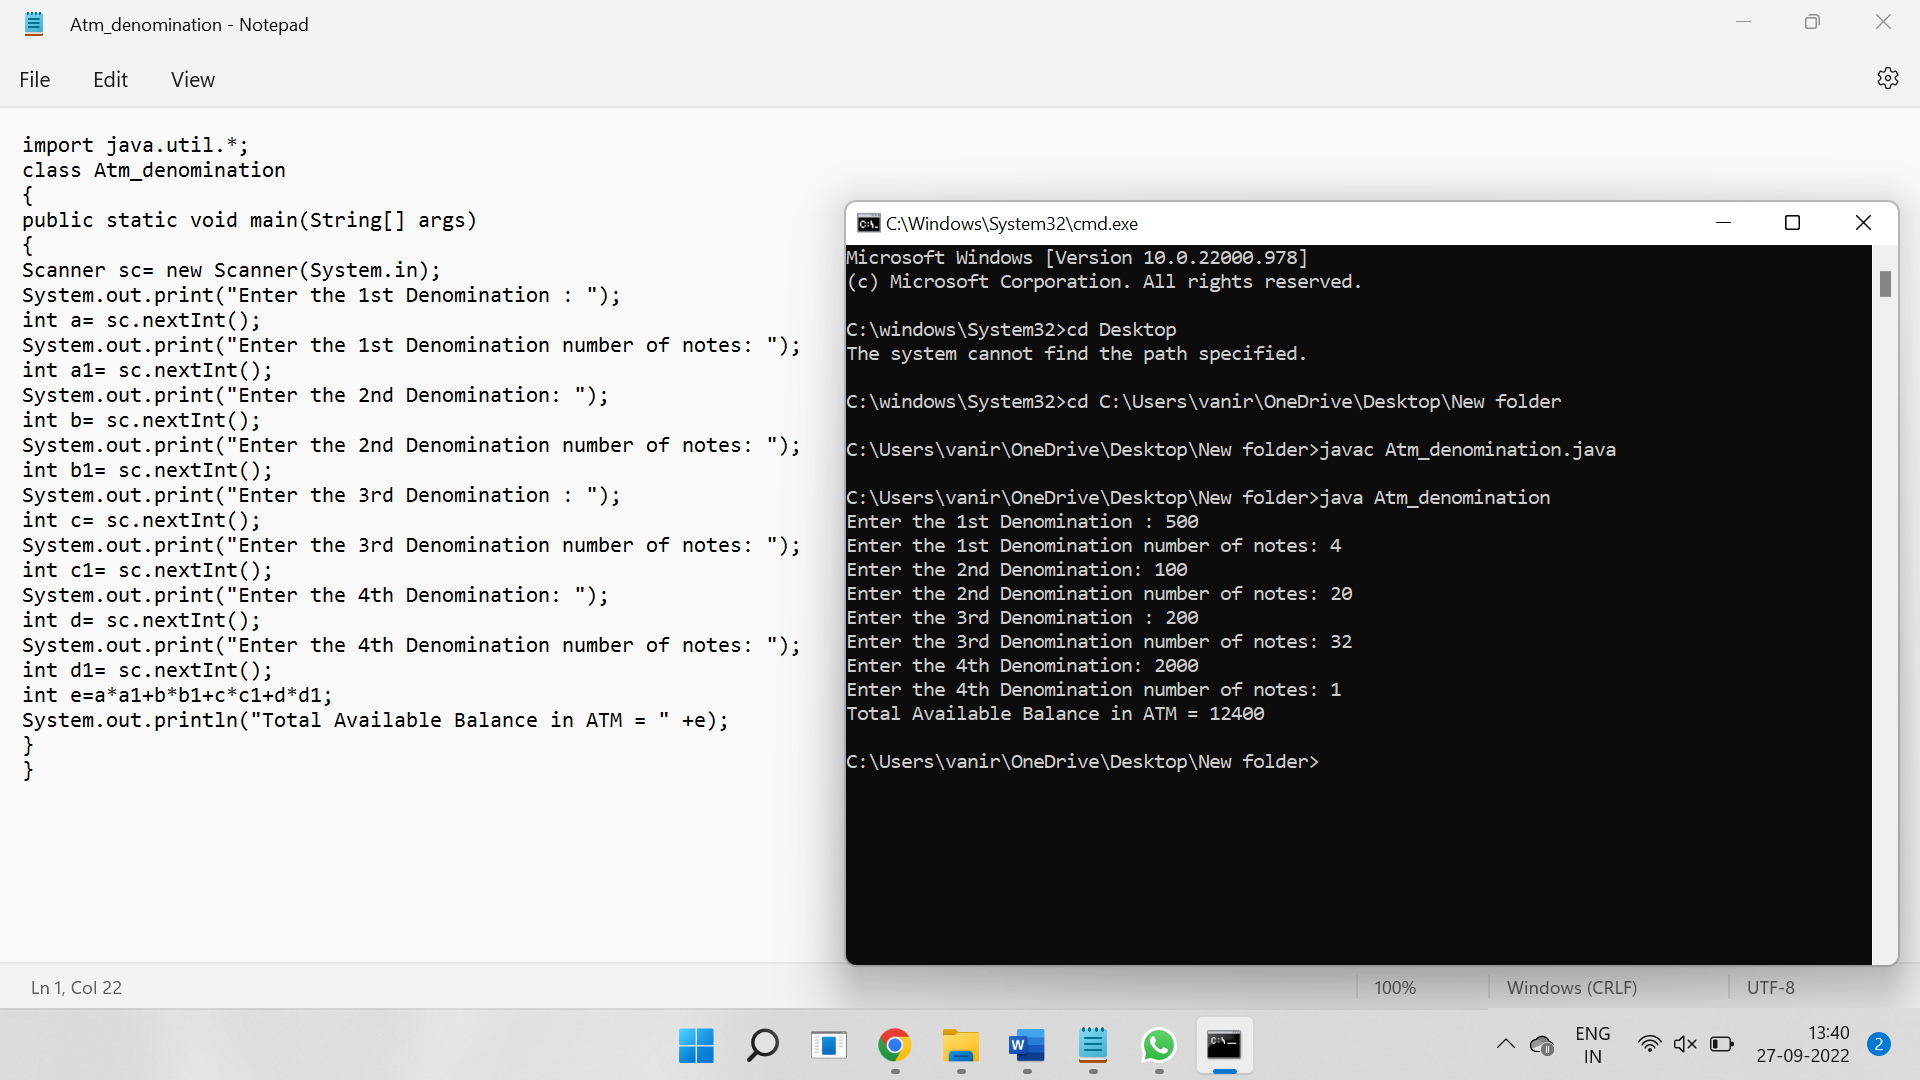 Atm_denomination - Notepad
File Edit View
import java.util.*;
class Atm_denomination
{
public static void main(String[] args)
{
Scanner sc= new Scanner(System.in);
System.out.print("Enter the 1st Denomination : ");
int a= sc.nextInt();
System.out.print("Enter the 1st Denomination number of notes: ");
int a1= sc.nextInt();
System.out.print("Enter the 2nd Denomination: ");
int b= sc.nextInt();
System.out.print("Enter the 2nd Denomination number of notes: ");
int b1= sc.nextInt();
System.out.print("Enter the 3rd Denomination : ");
int c= sc.nextInt();
System.out.print("Enter the 3rd Denomination number of notes: ");
int c1= sc.nextInt();
System.out.print("Enter the 4th Denomination: ");
int d= sc.nextInt();
System.out.print("Enter the 4th Denomination number of notes: ");
int d1= sc.nextInt();
int e=a*a1+b*b1+c*c1+d*d1;
System.out.println("Total Available Balance in ATM = " +e);
}
}
C:\Windows\System32\cmd.exe
Microsoft Windows [Version 10.0.22000.978]
(c) Microsoft Corporation. All rights reserved.
C:\windows\System32>cd Desktop
The system cannot find the path specified.
C:\windows\System32>cd C:\Users\vanir\OneDrive\Desktop\New folder
C:\Users\vanir\OneDrive\Desktop\New folder>javac Atm_denomination.java
C:\Users\vanir\OneDrive\Desktop\New folder>java Atm_denomination
Enter the 1st Denomination : 500
Enter the 1st Denomination number of notes: 4
Enter the 2nd Denomination: 100
Enter the 2nd Denomination number of notes: 20
Enter the 3rd Denomination : 200
Enter the 3rd Denomination number of notes: 32
Enter the 4th Denomination: 2000
Enter the 4th Denomination number of notes: 1
Total Available Balance in ATM = 12400
C:\Users\vanir\OneDrive\Desktop\New folder>
Ln 1, Col 22
100%
Windows (CRLF)
UTF-8
W
ENG
IN
13:40
27-09-2022
2